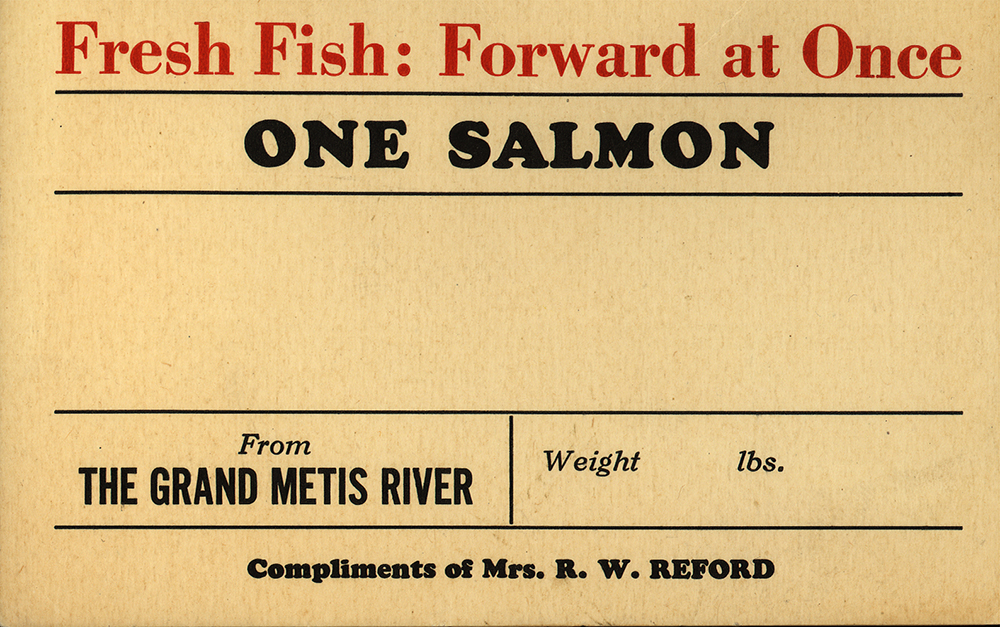 Fresh Fish: Forward at Once
ONE SALMON
From
THE GRAND METIS RIVER
Weight lbs.
Compliments of Mrs. R. W. REFORD